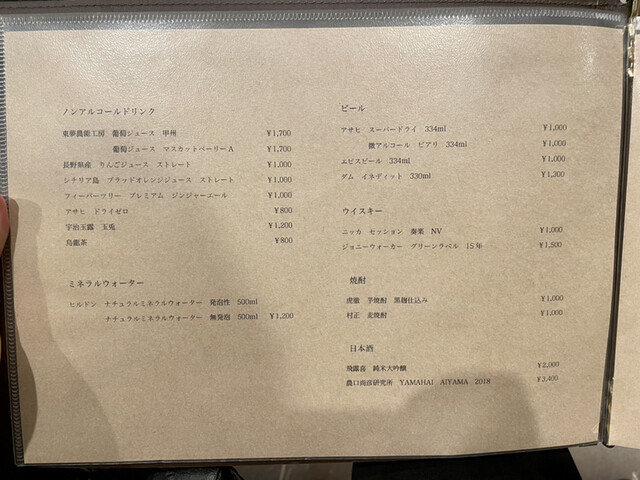 ノンアルコールドリンク
東夢農能工房 葡萄ジュース 甲州 ¥1,700
葡萄ジュース マスカットベーリーA ¥1,700
長野県産 りんごジュース ストレート ¥1,000
シチリア島 ブラッドオレンジジュース ストレート ¥1,000
フィーバーツリー プレミアム ジンジャーエール ¥1,000
アサヒ ドライゼロ ¥800
宇治玉露 玉兎 ¥1,200
烏龍茶 ¥800
ミネラルウォーター
ヒルドン ナチュラルミネラルウォーター 発泡性 500ml
ナチュラルミネラルウォーター 無発泡 500ml ¥1,200
ビール
アサヒ スーパードライ 334ml ¥1,000
微アルコール ビアリ 334ml ¥1,000
エビスビール 334ml ¥1,000
ダム イネディット 330ml ¥1,300
ウイスキー
ニッカ セッション 奏楽 NV ¥1,000
ジョニーウォーカー グリーンラベル 15年 ¥1,500
焼酎
虎徹 芋焼酎 黒麹仕込み ¥1,000
村正 麦焼酎 ¥1,000
日本酒
飛露喜 純米大吟醸 ¥2,000
農口尚彦研究所 YAMAHAI AIYAMA 2018 ¥3,400